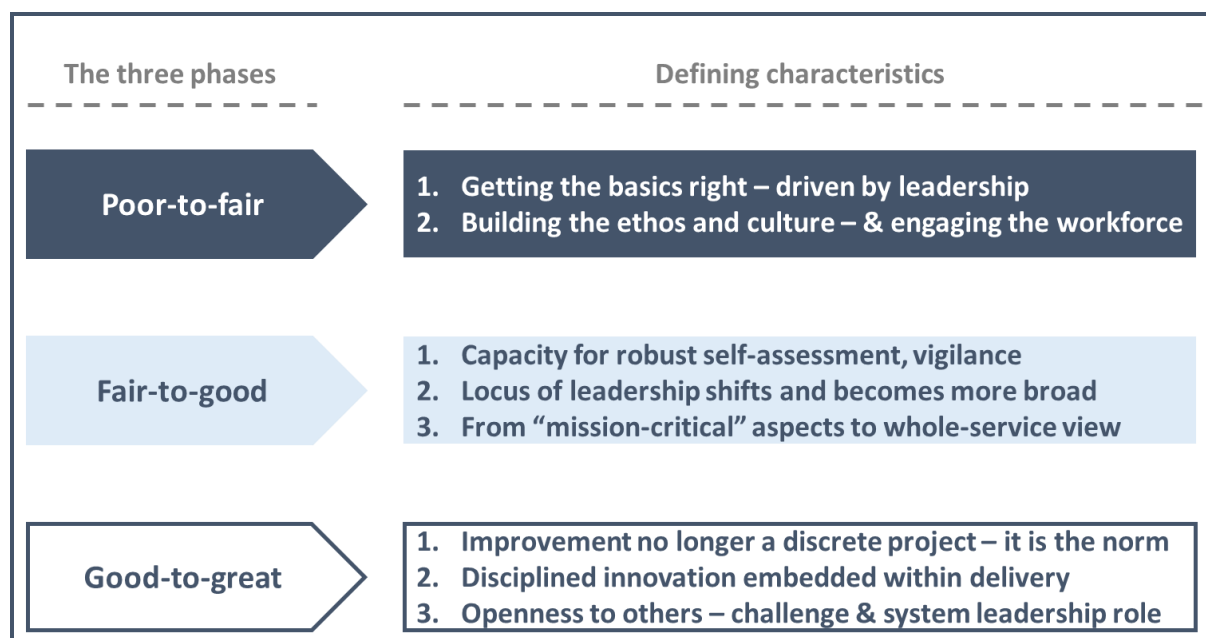 The three phases
Defining characteristics
Poor-to-fair
1. Getting the basics right – driven by leadership
2. Building the ethos and culture – & engaging the workforce
Fair-to-good
1. Capacity for robust self-assessment, vigilance
2. Locus of leadership shifts and becomes more broad
3. From “mission-critical” aspects to whole-service view
Good-to-great
1. Improvement no longer a discrete project – it is the norm
2. Disciplined innovation embedded within delivery
3. Openness to others – challenge & system leadership role